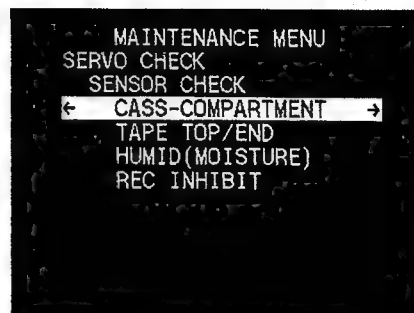 MAINTENANCE MENU
SERVO CHECK
SENSOR CHECK
← CASS-COMPARTMENT →
TAPE TOP/END
HUMID(MOISTURE)
REC INHIBIT